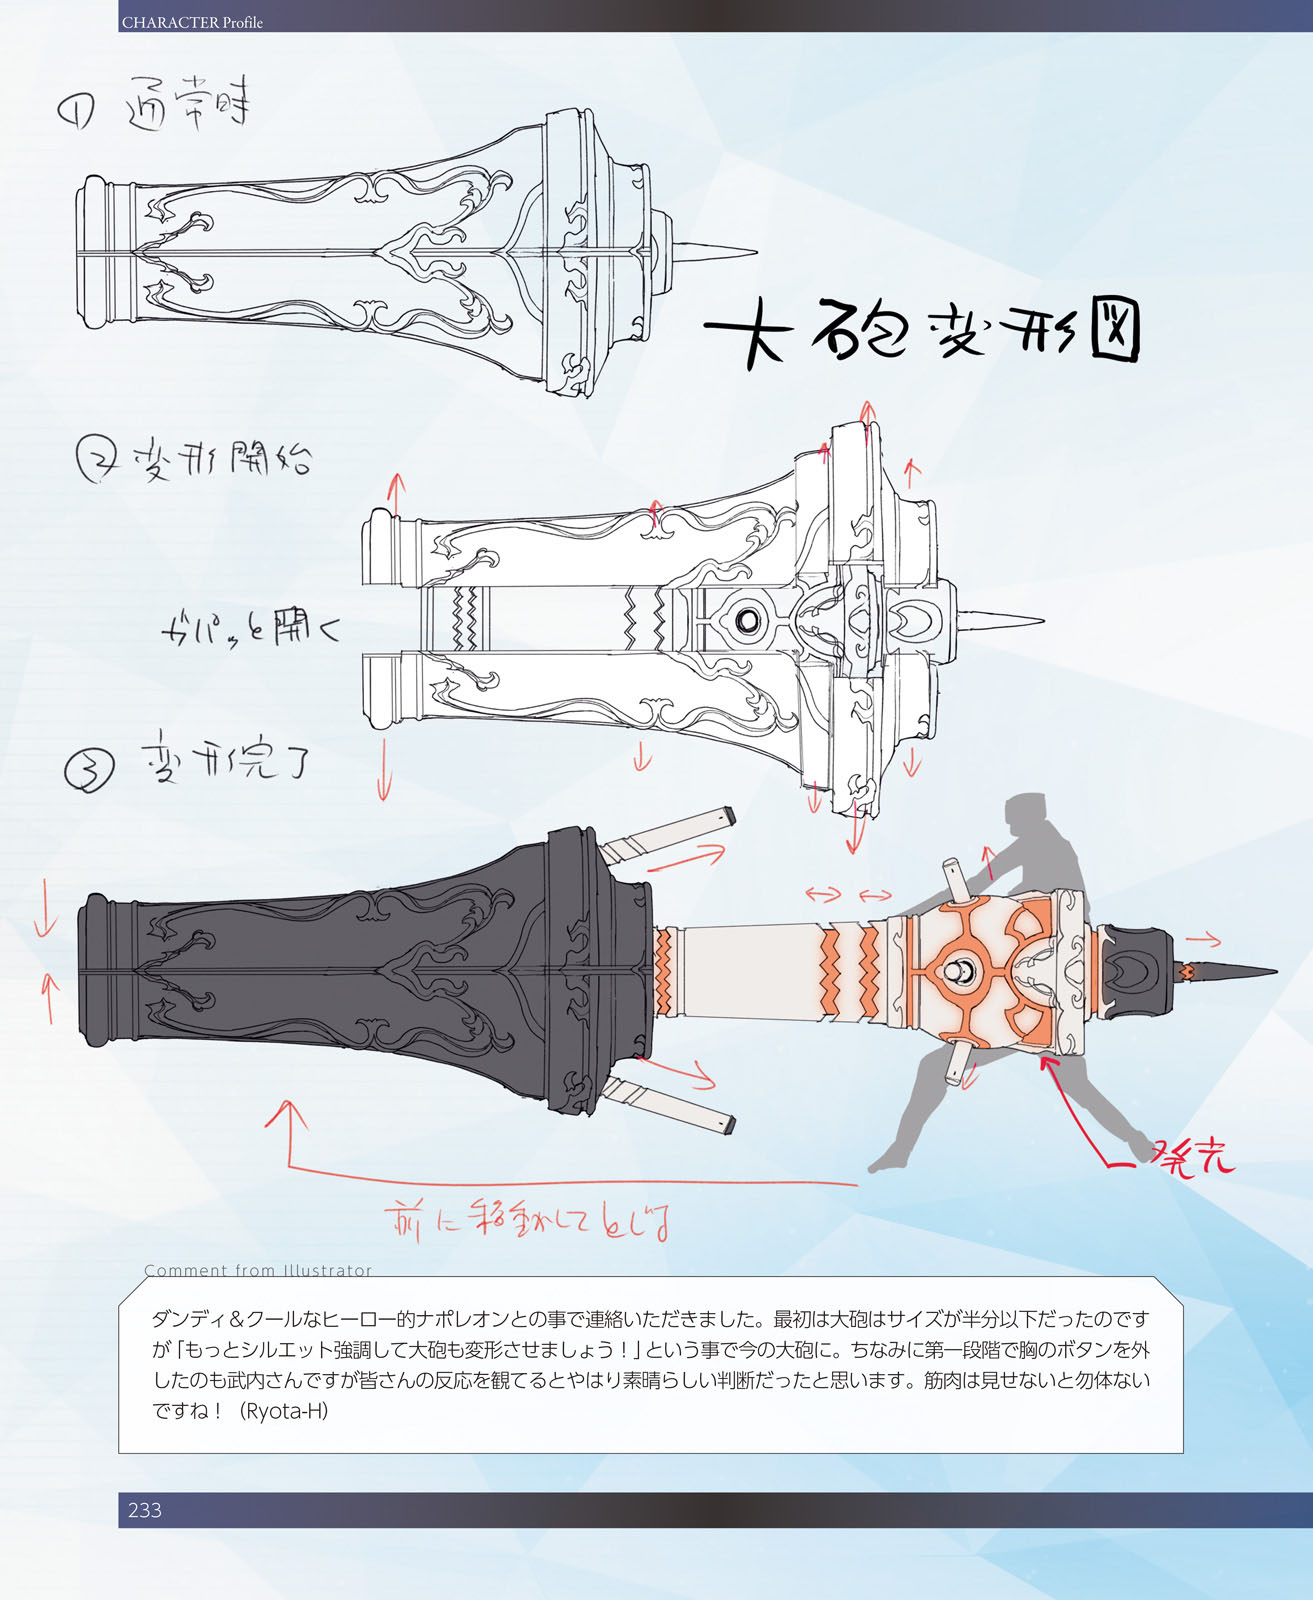 CHARACTER Profile
① 通常時
大砲変形図
② 変形開始
ガバッと開く
③ 変形完了
発光
前に移動してとじる
Comment from Illustrator
ダンディ＆クールなヒーロー的ナポレオンとの事で連絡いただきました。最初は大砲はサイズが半分以下だったのです
が「もっとシルエット強調して大砲も変形させましょう！」という事で今の大砲に。ちなみに第一段階で胸のボタンを外
したのも武内さんですが皆さんの反応を観てるとやはり素晴らしい判断だったと思います。筋肉は見せないと勿体ない
ですね！（Ryota-H）
233